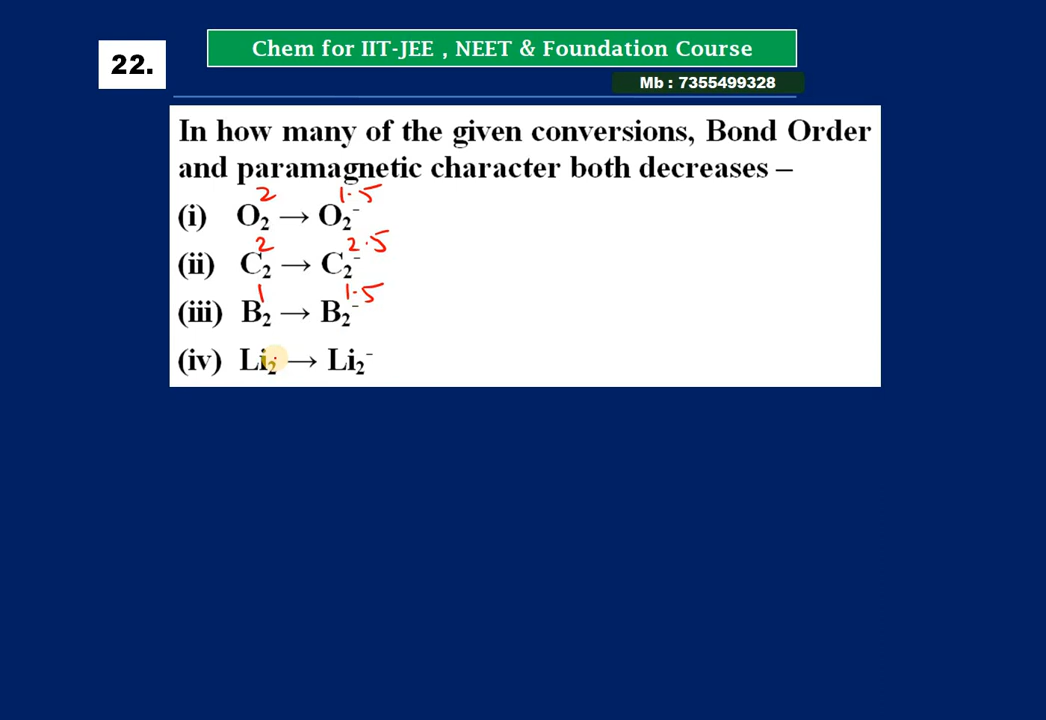 22.
Chem for IIT-JEE , NEET & Foundation Course
Mb : 7355499328
In how many of the given conversions, Bond Order
and paramagnetic character both decreases –
2 1.5
(i) O₂ → O₂⁻
2 2.5
(ii) C₂ → C₂⁻
1 1.5
(iii) B₂ → B₂⁻
(iv) Li₂ → Li₂⁻